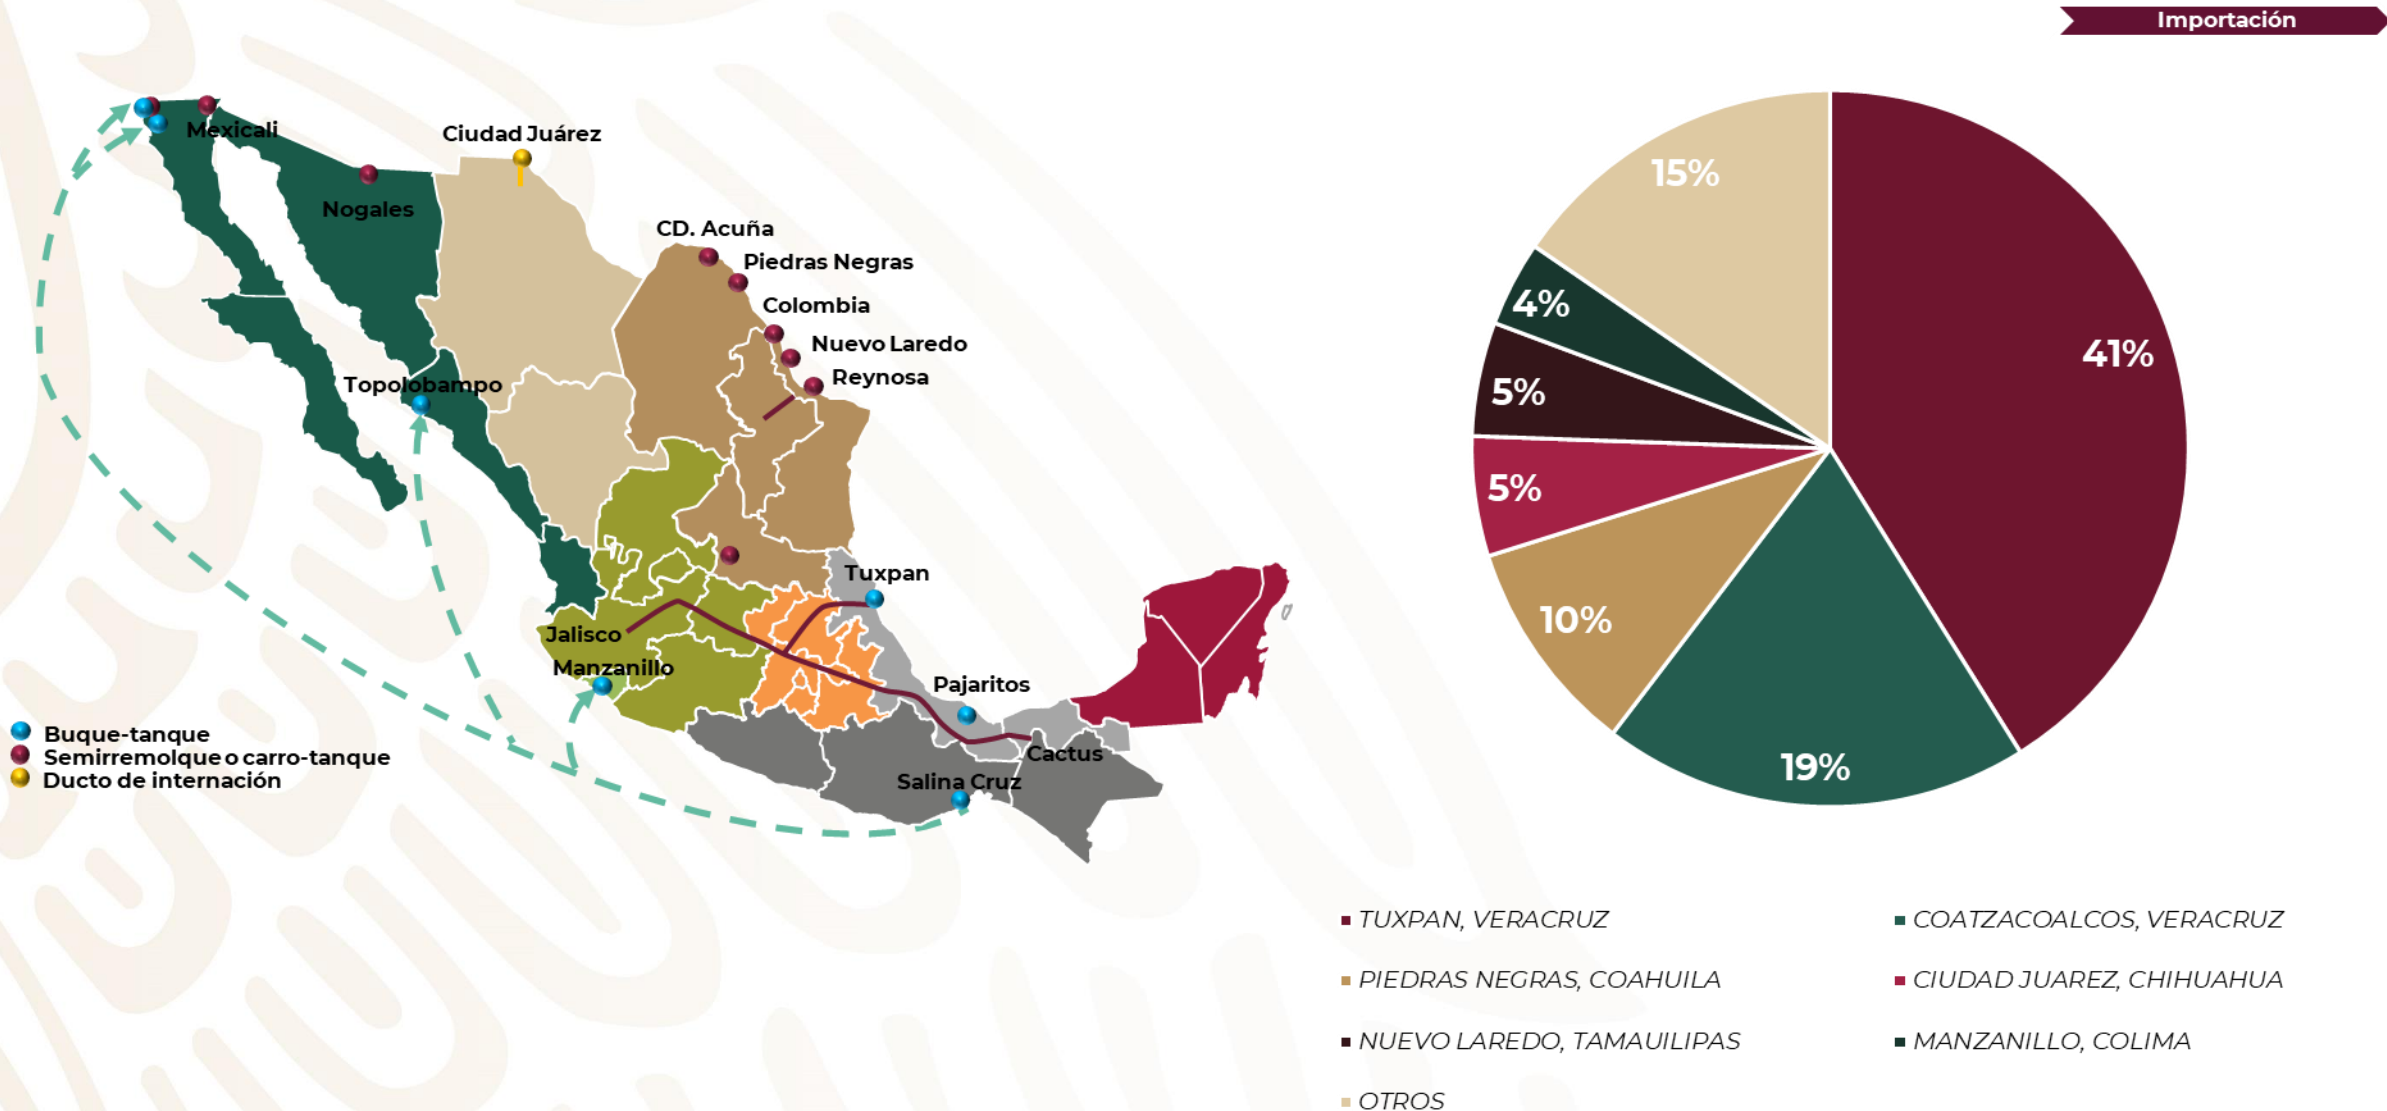 Importación
Mexicali
Ciudad Juárez
Nogales
CD. Acuña
Piedras Negras
Colombia
Nuevo Laredo
Reynosa
Topolobampo
Tuxpan
Jalisco
Manzanillo
Pajaritos
Cactus
Salina Cruz
Buque-tanque
Semirremolque o carro-tanque
Ducto de internación
15%
4%
41%
5%
5%
10%
19%
TUXPAN, VERACRUZ
COATZACOALCOS, VERACRUZ
PIEDRAS NEGRAS, COAHUILA
CIUDAD JUAREZ, CHIHUAHUA
NUEVO LAREDO, TAMAUILIPAS
MANZANILLO, COLIMA
OTROS